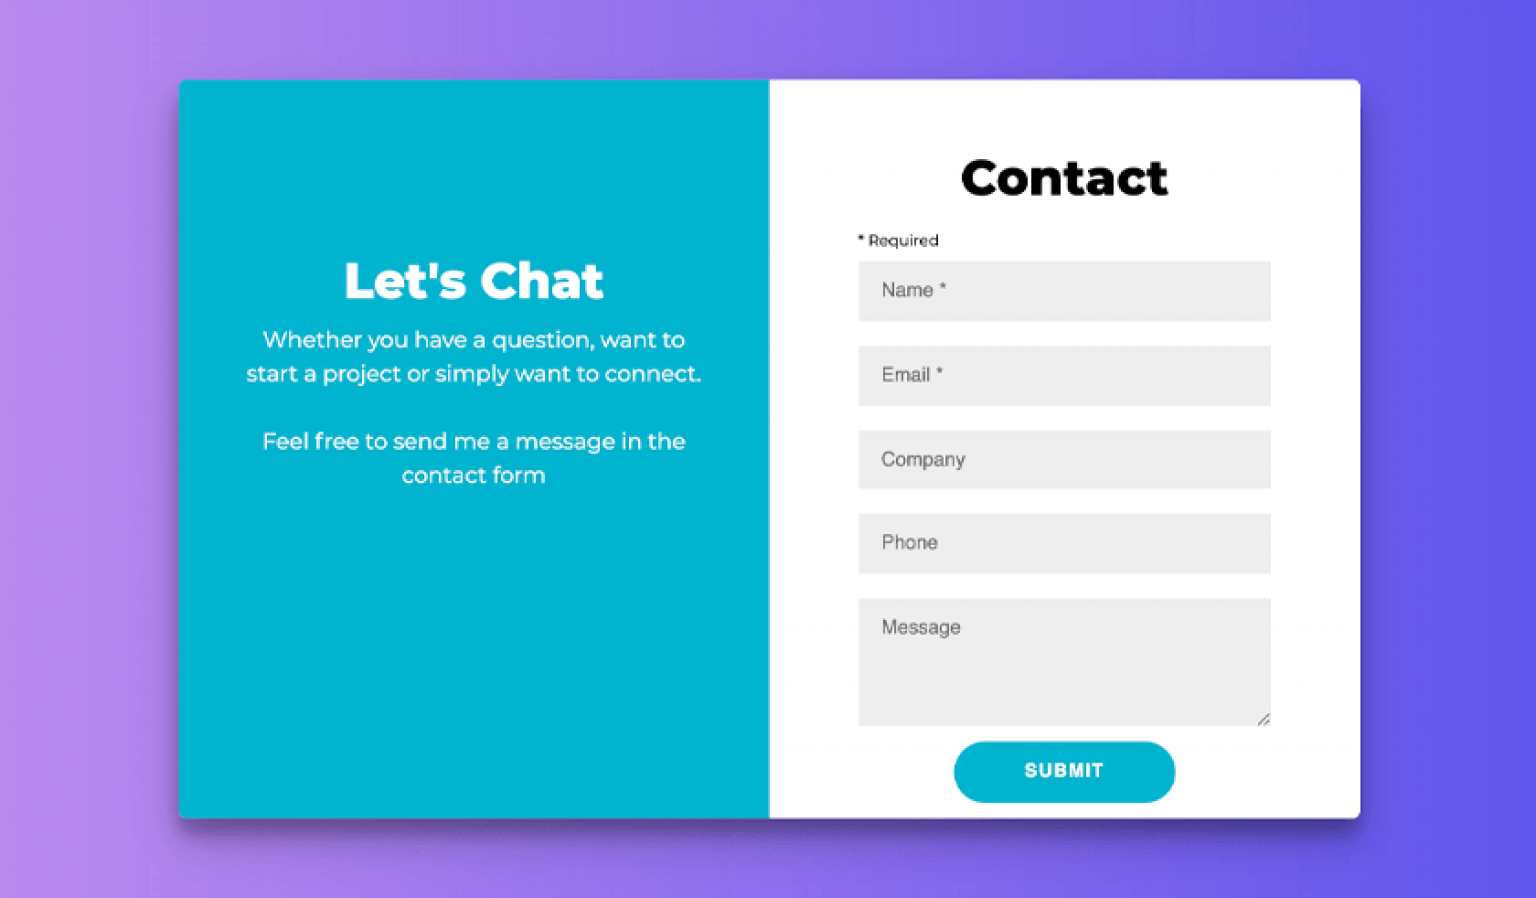 Let's Chat
Whether you have a question, want to
start a project or simply want to connect.
Feel free to send me a message in the
contact form
Contact
* Required
Name *
Email *
Company
Phone
Message
SUBMIT